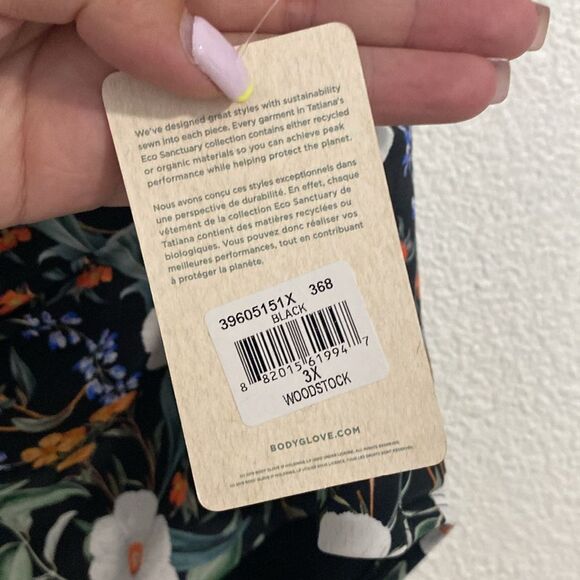 We've designed great styles with sustainability
sewn into each piece. Every garment in Tatiana's
Eco Sanctuary collection contains either recycled
or organic materials so you can achieve peak
performance while helping protect the planet.
Nous avons conçu ces styles exceptionnels dans
une perspective de durabilité. En effet, chaque
vêtement de la collection Eco Sanctuary de
Tatiana contient des matières recyclées ou
biologiques. Vous pouvez donc réaliser vos
meilleures performances, tout en contribuant
à protéger la planète.
39605151X 368
BLACK
8 82015 61994 7
3X
WOODSTOCK
BODYGLOVE.COM